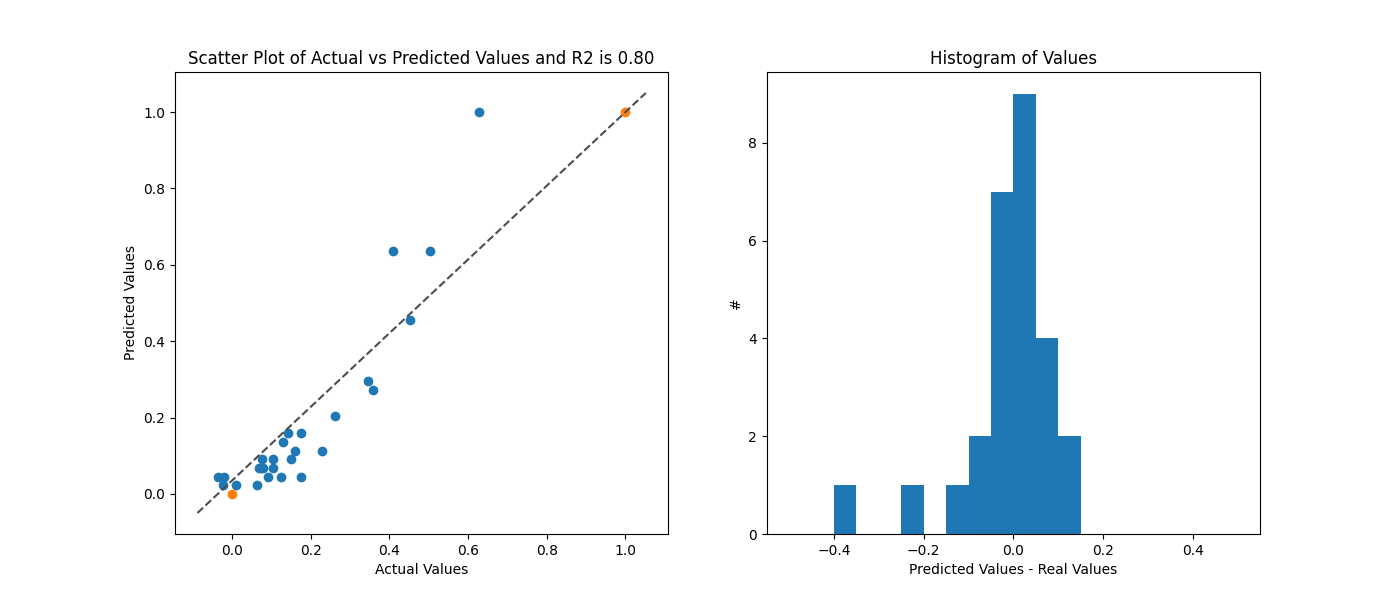 Scatter Plot of Actual vs Predicted Values and R2 is 0.80
1.0
0.8
0.6
0.4
0.2
0.0
Predicted Values
0.0 0.2 0.4 0.6 0.8 1.0
Actual Values
Histogram of Values
8
6
4
2
0
#
−0.4 −0.2 0.0 0.2 0.4
Predicted Values - Real Values